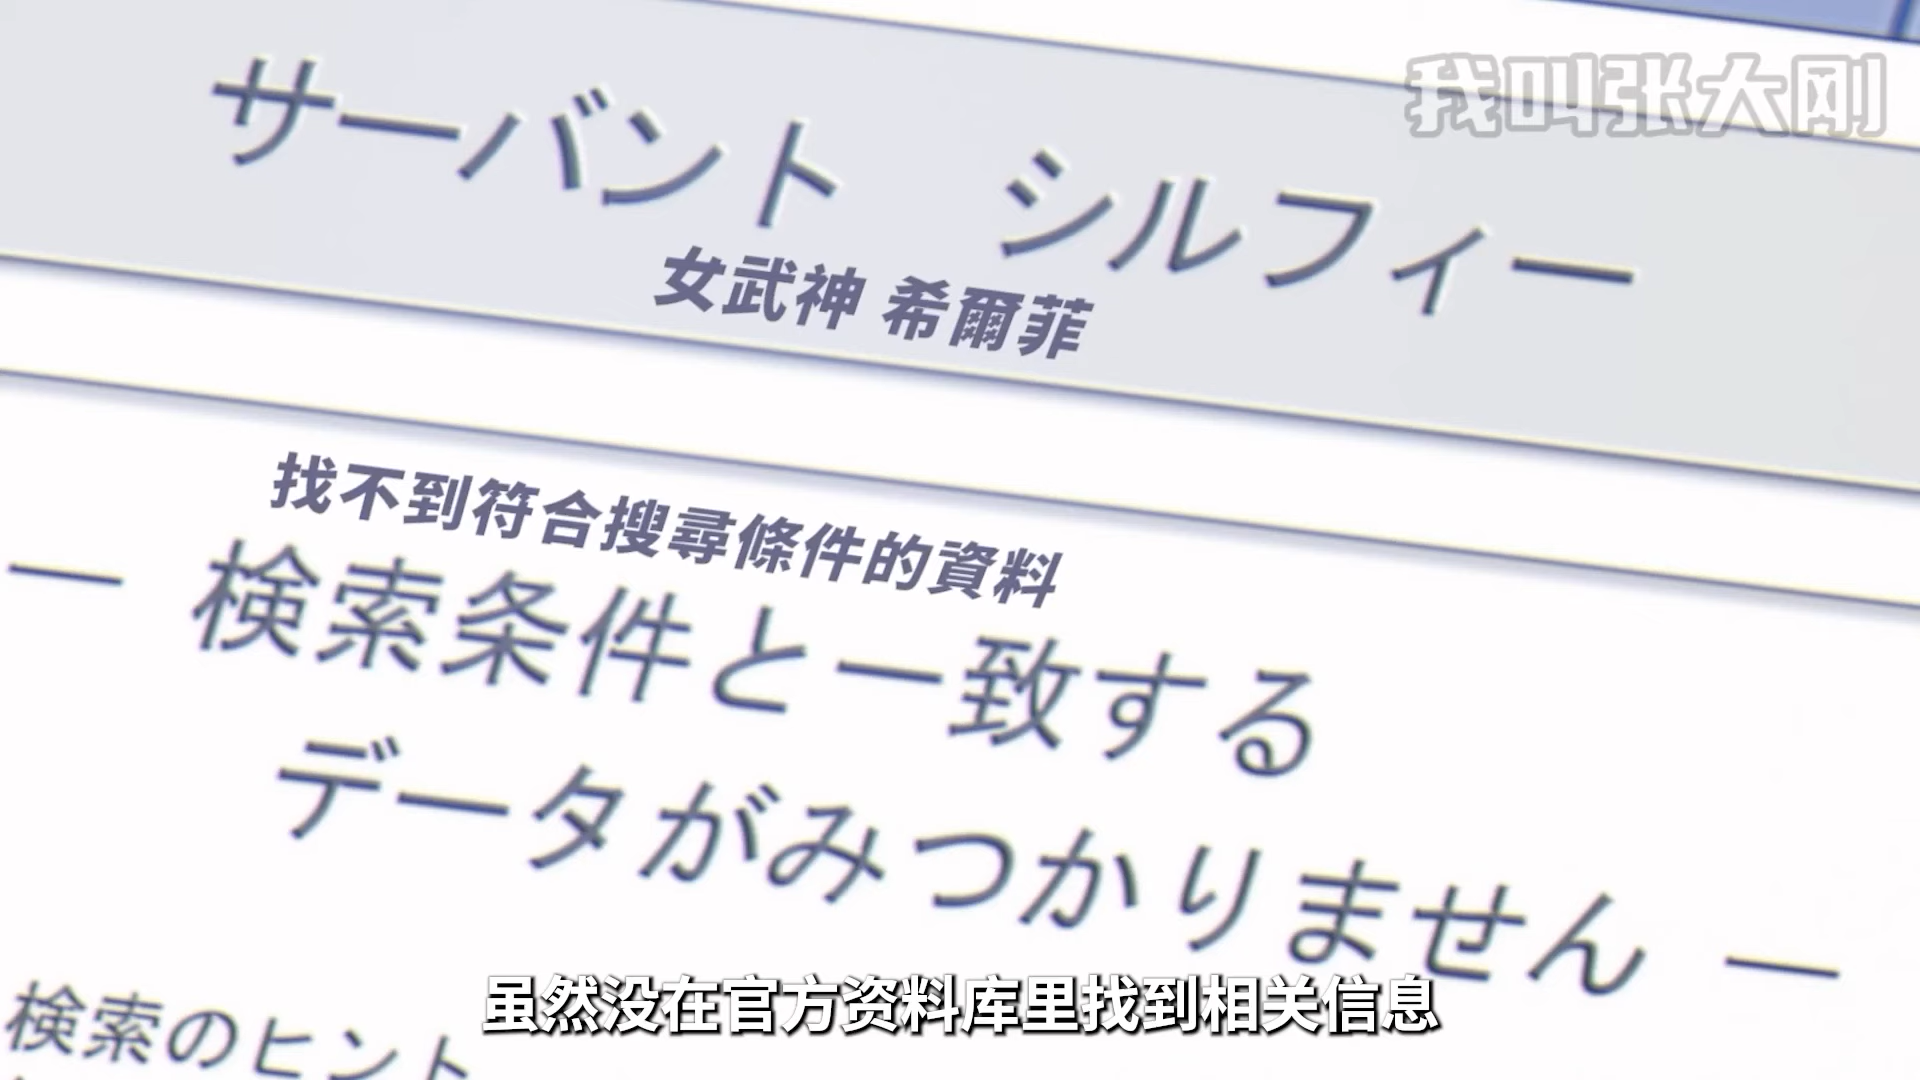 我叫张大刚
サーバント　シルフィー
女武神 希爾菲
找不到符合搜尋條件的資料
― 検索条件と一致する
データがみつかりません ―
検索のヒント
虽然没在官方资料库里找到相关信息